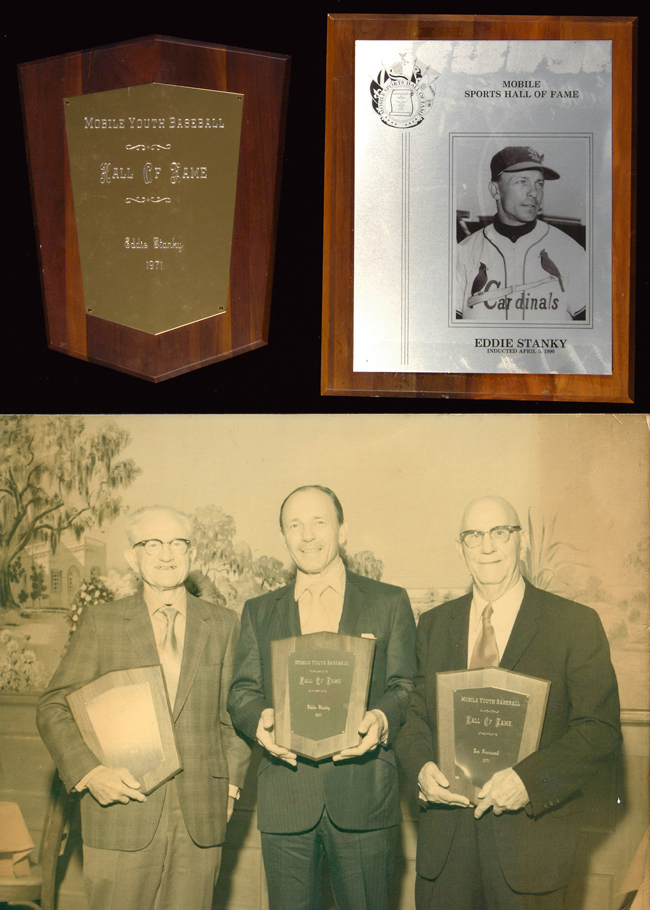 MOBILE YOUTH BASEBALL
HALL OF FAME
Eddie Stanky
1971
MOBILE
SPORTS HALL OF FAME
Cardinals
EDDIE STANKY
INDUCTED APRIL 5, 1990
MOBILE YOUTH BASEBALL
HALL OF FAME
Eddie Stanky
1971
MOBILE YOUTH BASEBALL
HALL OF FAME
1971